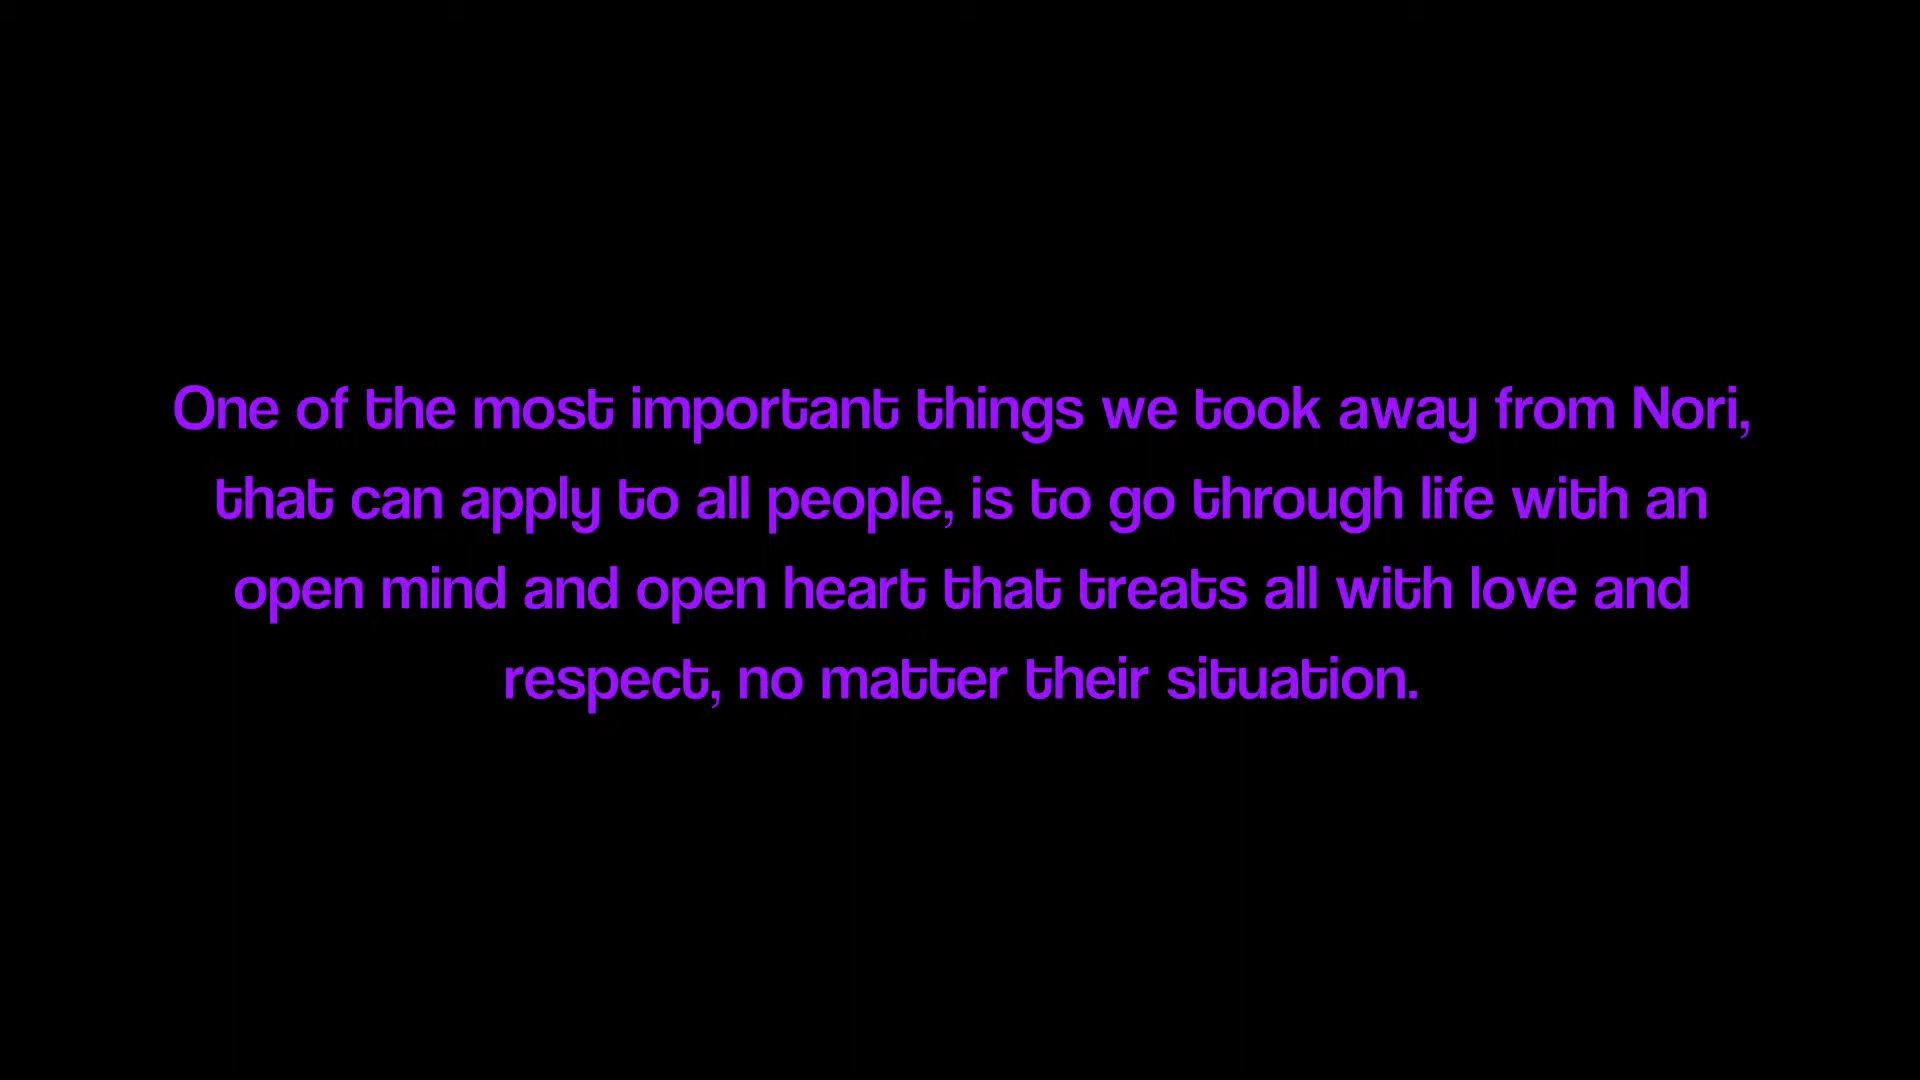 One of the most important things we took away from Nori,
that can apply to all people, is to go through life with an
open mind and open heart that treats all with love and
respect, no matter their situation.